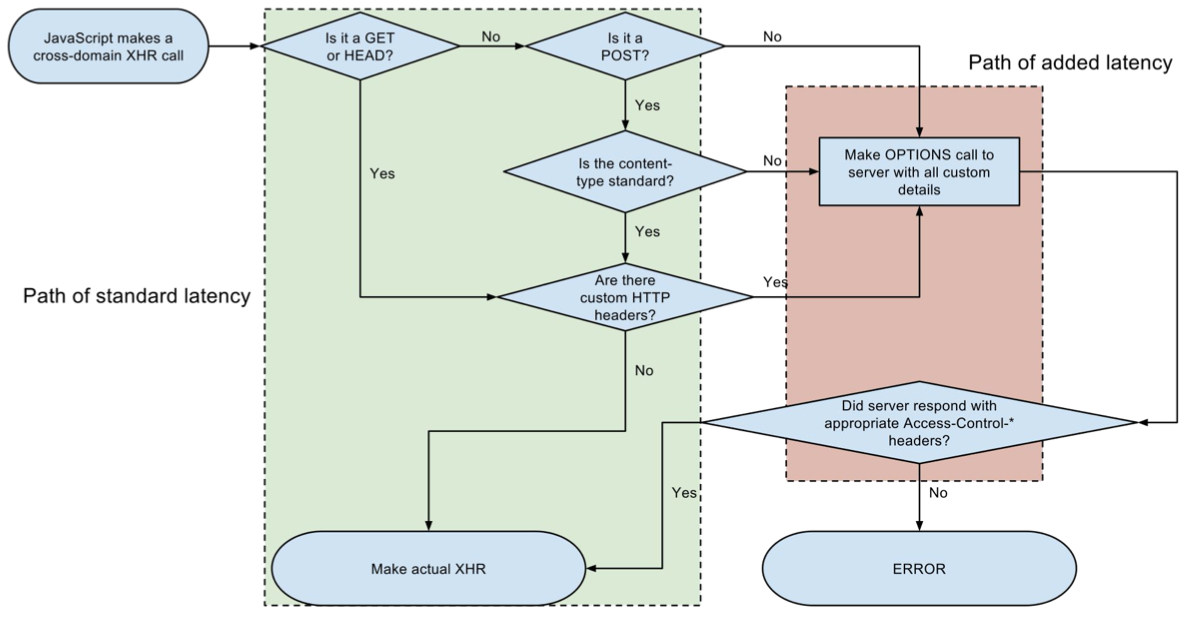 JavaScript makes a
cross-domain XHR call
Is it a GET
or HEAD?
No
Is it a
POST?
No
Path of added latency
Yes
Yes
Is the content-
type standard?
No
Make OPTIONS call to
server with all custom
details
Yes
Path of standard latency
Are there
custom HTTP
headers?
Yes
No
Did server respond with
appropriate Access-Control-*
headers?
Yes
No
Make actual XHR
ERROR